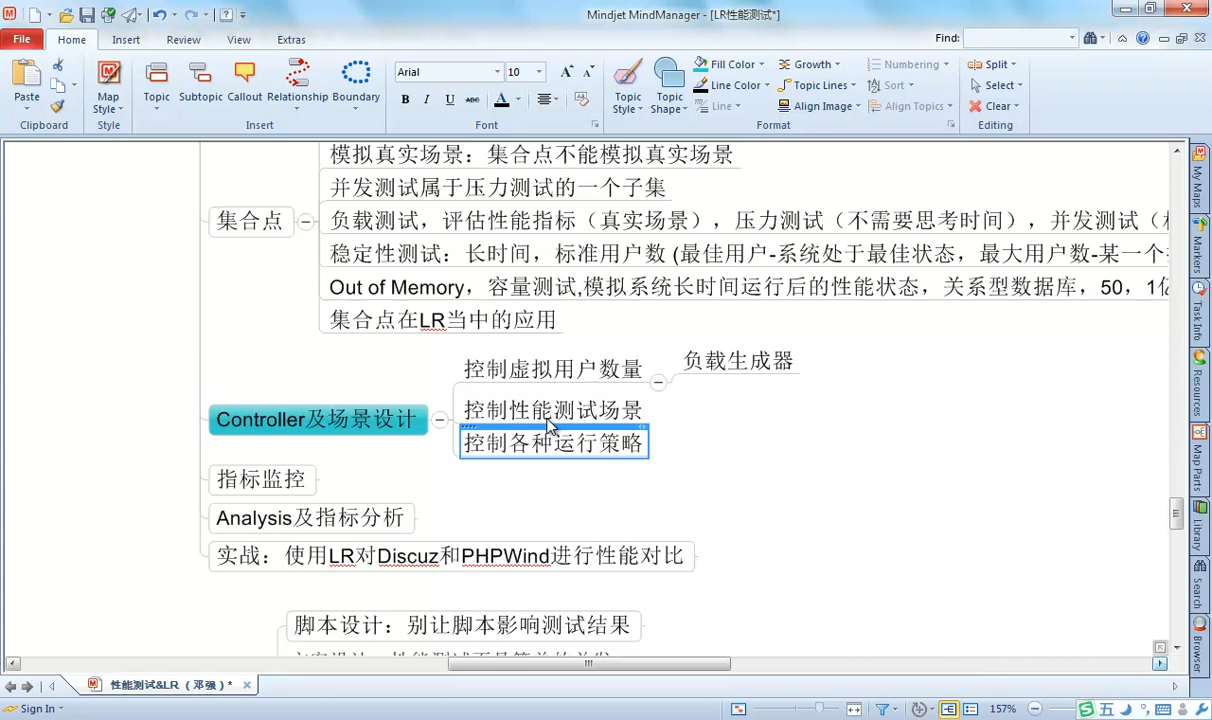 Mindjet MindManager - [LR性能测试*]
File
Home
Insert
Review
View
Extras
Find:
Paste
Map
Style
Topic
Subtopic
Callout
Relationship
Boundary
Arial
10
B
I
U
abc
A
Topic
Style
Topic
Shape
Fill Color
Line Color
Line
Growth
Topic Lines
Align Image
Numbering
Sort
Align Topics
Split
Select
Clear
Clipboard
Style
Insert
Font
Format
Editing
模拟真实场景：集合点不能模拟真实场景
并发测试属于压力测试的一个子集
集合点
负载测试，评估性能指标（真实场景），压力测试（不需要思考时间），并发测试（
稳定性测试：长时间，标准用户数 (最佳用户-系统处于最佳状态，最大用户数-某一个
Out of Memory，容量测试,模拟系统长时间运行后的性能状态，关系型数据库，50，1亿
集合点在LR当中的应用
控制虚拟用户数量
负载生成器
Controller及场景设计
控制性能测试场景
控制各种运行策略
指标监控
Analysis及指标分析
实战：使用LR对Discuz和PHPWind进行性能对比
脚本设计：别让脚本影响测试结果
My Maps
Markers
Task Info
Resources
Map Parts
Library
Search
Browser
性能测试&LR （邓强）*
Sign In
157%
五